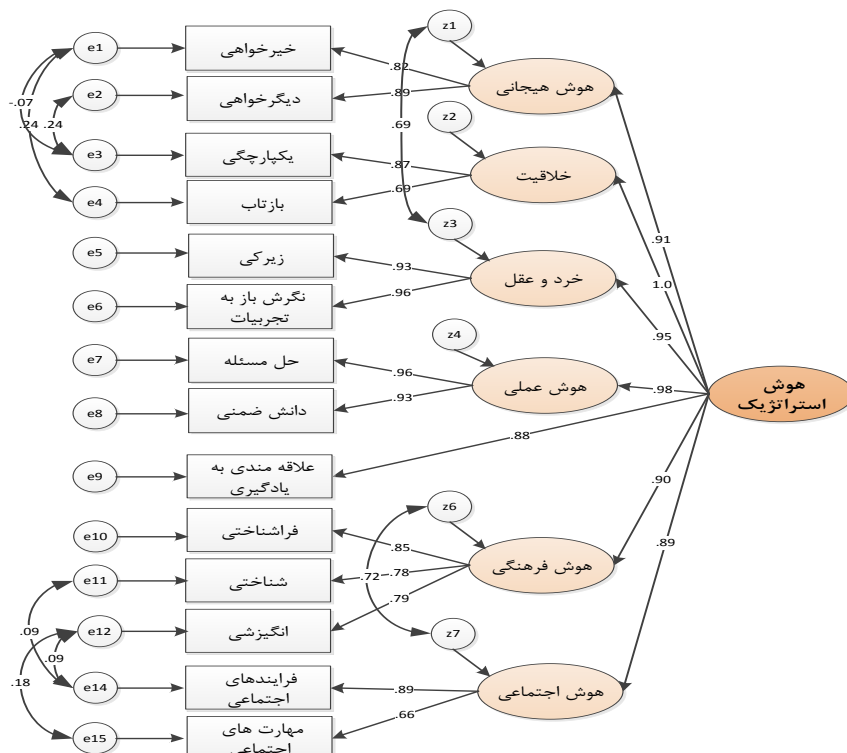 z1
e1
خیرخواهی
.82
هوش هیجانی
e2
دیگرخواهی
.89
-.07
.24
.24
.69
z2
e3
یکپارچگی
.87
خلاقیت
e4
بازتاب
.69
z3
e5
زیرکی
.93
خرد و عقل
.91
1.0
e6
نگرش باز به
تجربیات
.96
z4
.95
e7
حل مسئله
.96
هوش عملی
.98
هوش
استراتژیک
e8
دانش ضمنی
.93
.88
e9
علاقه مندی به
یادگیری
.90
z6
e10
فراشناختی
.85
هوش فرهنگی
.89
e11
شناختی
.78
.72
.79
e12
انگیزشی
z7
.09
.09
.18
e14
فرایندهای
اجتماعی
.89
هوش اجتماعی
.66
e15
مهارت های
اجتماعی